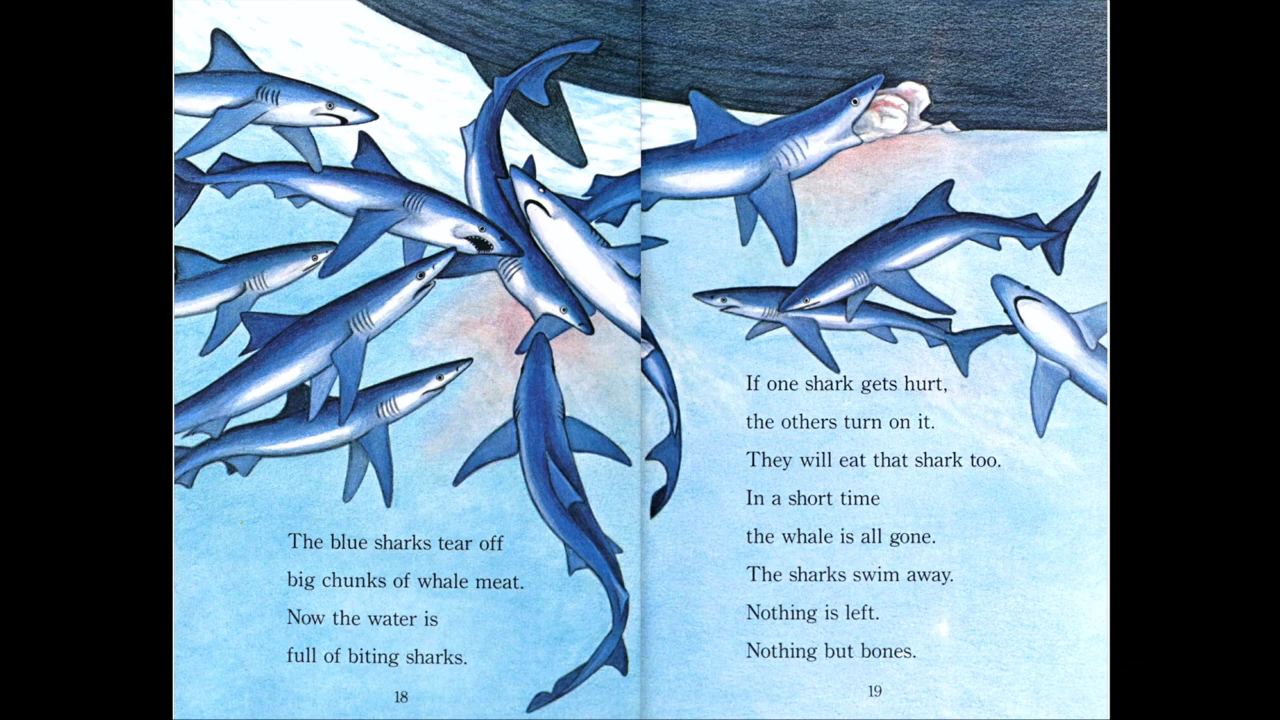 The blue sharks tear off
big chunks of whale meat.
Now the water is
full of biting sharks.
18
If one shark gets hurt,
the others turn on it.
They will eat that shark too.
In a short time
the whale is all gone.
The sharks swim away.
Nothing is left.
Nothing but bones.
19